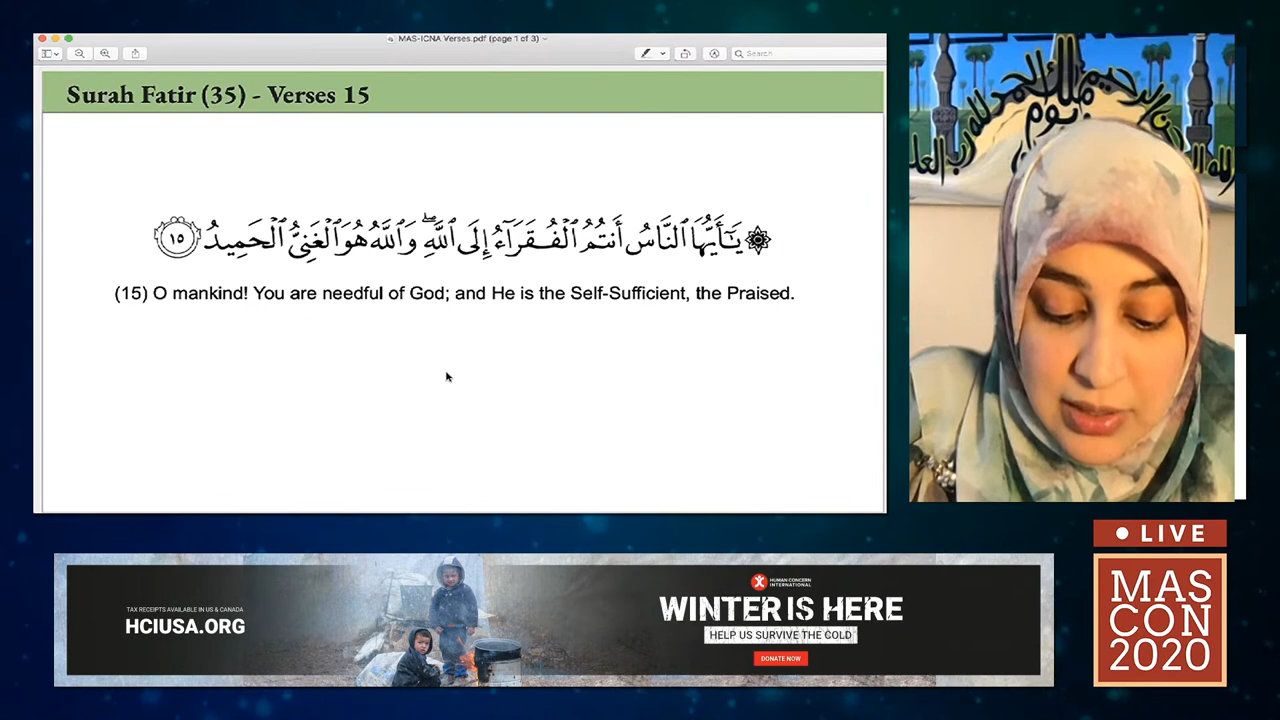 MAS-ICNA Verses.pdf (page 1 of 3)
Search
Surah Fatir (35) - Verses 15
۞ يَـٰٓأَيُّهَا ٱلنَّاسُ أَنتُمُ ٱلْفُقَرَآءُ إِلَى ٱللَّهِ ۖ وَٱللَّهُ هُوَ ٱلْغَنِىُّ ٱلْحَمِيدُ ١٥
(15) O mankind! You are needful of God; and He is the Self-Sufficient, the Praised.
TAX RECEIPTS AVAILABLE IN US & CANADA
HCIUSA.ORG
HUMAN CONCERN
INTERNATIONAL
WINTER IS HERE
HELP US SURVIVE THE COLD
DONATE NOW
LIVE
MAS
CON
2020